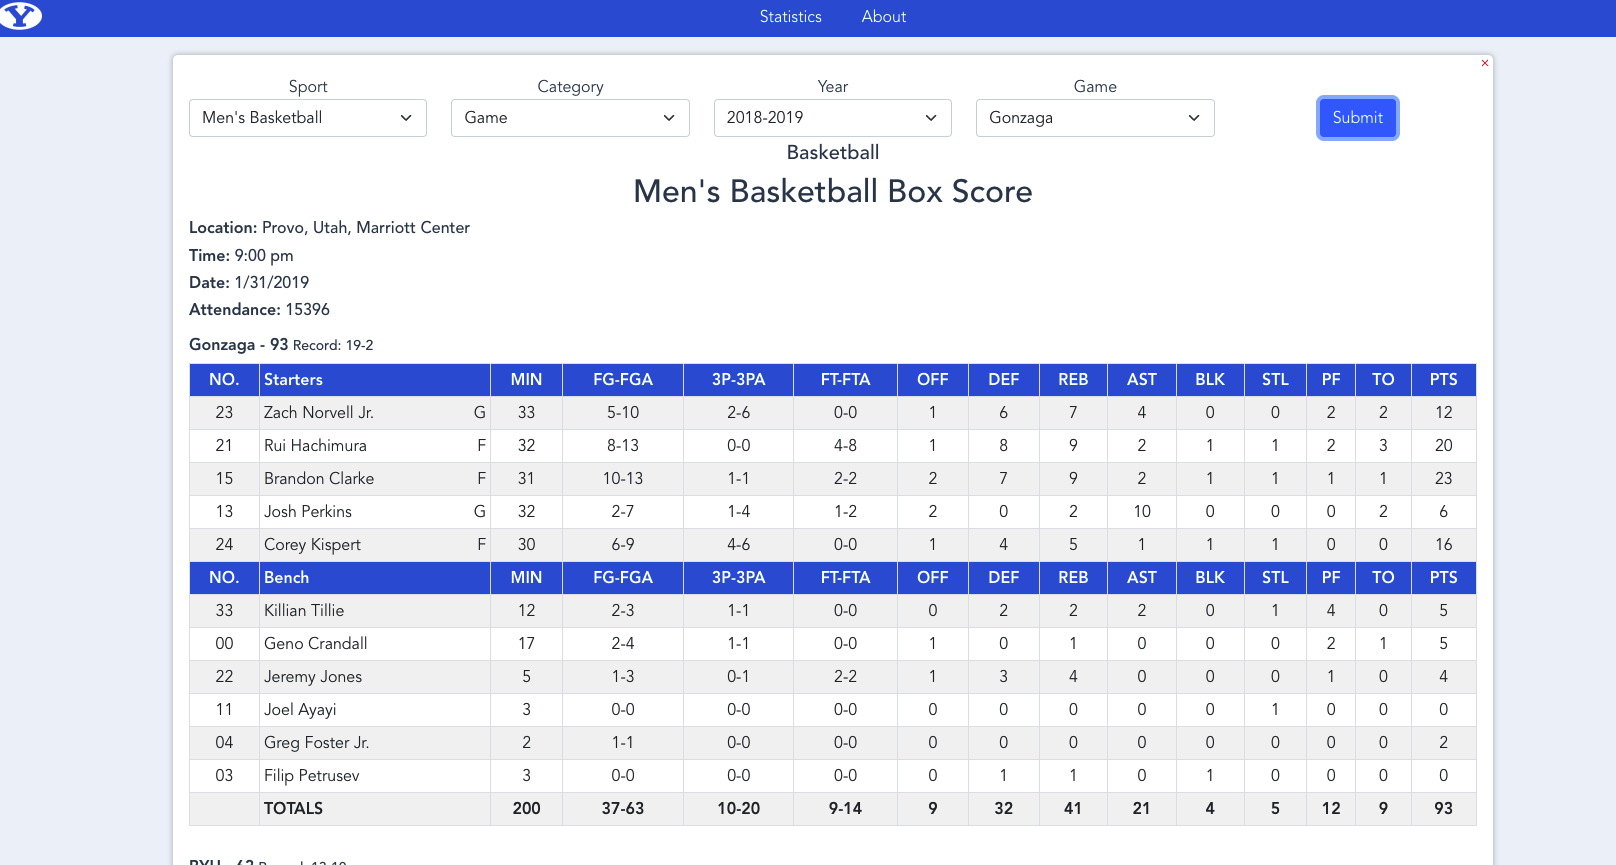 Y
Statistics About
×
Sport Category Year Game
Men's Basketball Game 2018-2019 Gonzaga Submit
Basketball
Men's Basketball Box Score
Location: Provo, Utah, Marriott Center
Time: 9:00 pm
Date: 1/31/2019
Attendance: 15396
Gonzaga - 93 Record: 19-2
NO. Starters MIN FG-FGA 3P-3PA FT-FTA OFF DEF REB AST BLK STL PF TO PTS
23 Zach Norvell Jr. G 33 5-10 2-6 0-0 1 6 7 4 0 0 2 2 12
21 Rui Hachimura F 32 8-13 0-0 4-8 1 8 9 2 1 1 2 3 20
15 Brandon Clarke F 31 10-13 1-1 2-2 2 7 9 2 1 1 1 1 23
13 Josh Perkins G 32 2-7 1-4 1-2 2 0 2 10 0 0 0 2 6
24 Corey Kispert F 30 6-9 4-6 0-0 1 4 5 1 1 1 0 0 16
NO. Bench MIN FG-FGA 3P-3PA FT-FTA OFF DEF REB AST BLK STL PF TO PTS
33 Killian Tillie 12 2-3 1-1 0-0 0 2 2 2 0 1 4 0 5
00 Geno Crandall 17 2-4 1-1 0-0 1 0 1 0 0 0 2 1 5
22 Jeremy Jones 5 1-3 0-1 2-2 1 3 4 0 0 0 1 0 4
11 Joel Ayayi 3 0-0 0-0 0-0 0 0 0 0 0 1 0 0 0
04 Greg Foster Jr. 2 1-1 0-0 0-0 0 0 0 0 0 0 0 0 2
03 Filip Petrusev 3 0-0 0-0 0-0 0 1 1 0 1 0 0 0 0
TOTALS 200 37-63 10-20 9-14 9 32 41 21 4 5 12 9 93